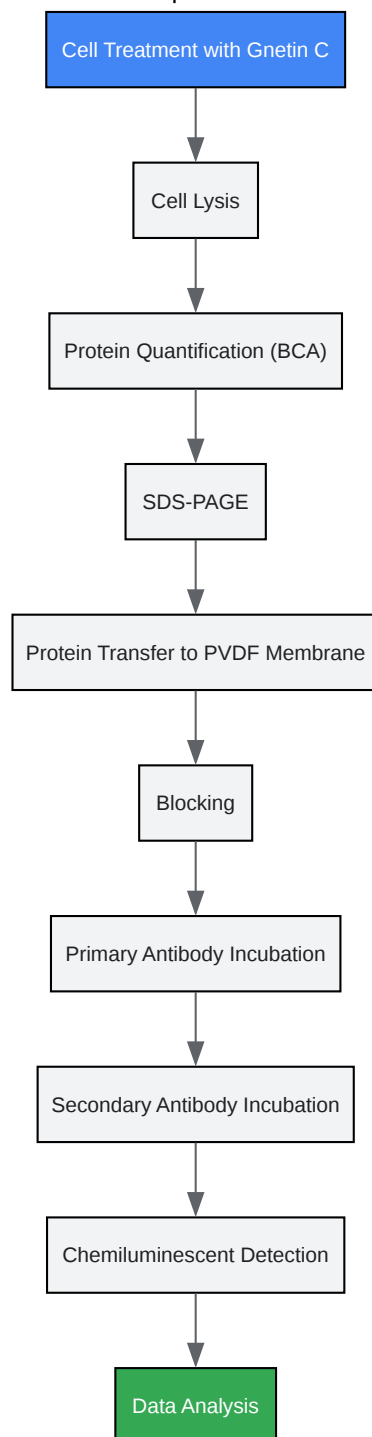 Cell Treatment with Gnetin C
Cell Lysis
Protein Quantification (BCA)
SDS-PAGE
Protein Transfer to PVDF Membrane
Blocking
Primary Antibody Incubation
Secondary Antibody Incubation
Chemiluminescent Detection
Data Analysis